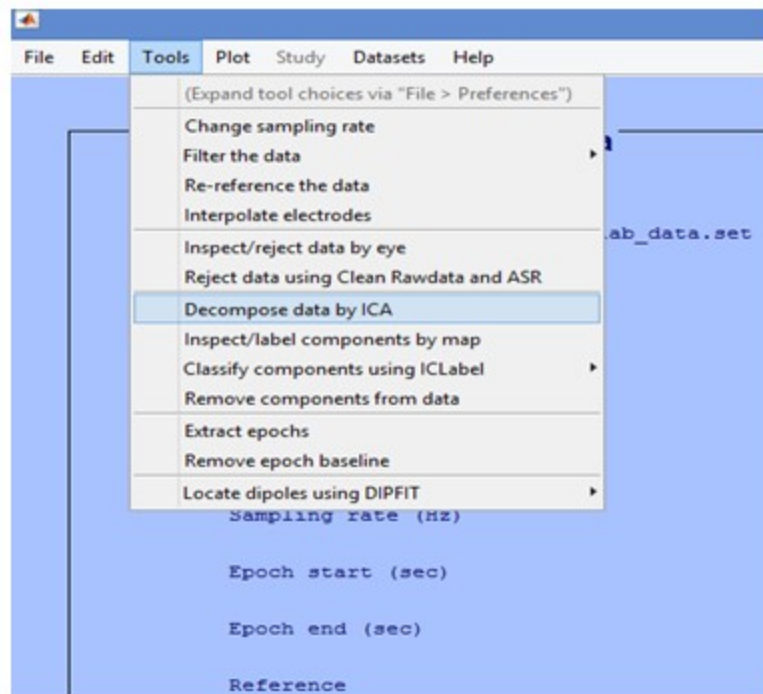 File Edit Tools Plot Study Datasets Help
(Expand tool choices via "File > Preferences")
Change sampling rate
Filter the data
Re-reference the data
Interpolate electrodes
ab_data.set
Inspect/reject data by eye
Reject data using Clean Rawdata and ASR
Decompose data by ICA
Inspect/label components by map
Classify components using ICLabel
Remove components from data
Extract epochs
Remove epoch baseline
Locate dipoles using DIPFIT
Sampling rate (Hz)
Epoch start (sec)
Epoch end (sec)
Reference